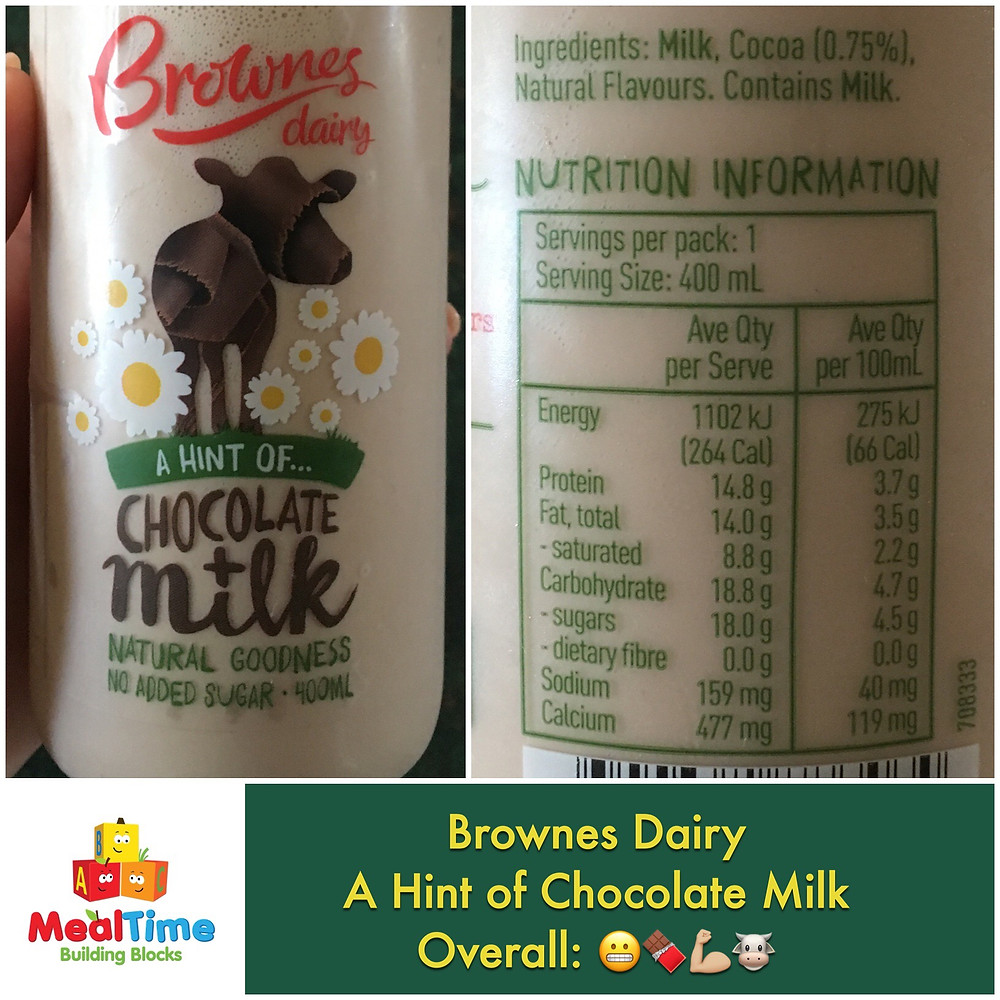 Brownes
dairy
A HINT OF...
CHOCOLATE
milk
NATURAL GOODNESS
NO ADDED SUGAR · 400ML
Ingredients: Milk, Cocoa (0.75%),
Natural Flavours. Contains Milk.
NUTRITION INFORMATION
Servings per pack: 1
Serving Size: 400 mL
Ave Qty Ave Qty
per Serve per 100mL
Energy 1102 kJ 275 kJ
(264 Cal) (66 Cal)
Protein 14.8 g 3.7 g
Fat, total 14.0 g 3.5 g
- saturated 8.8 g 2.2 g
Carbohydrate 18.8 g 4.7 g
- sugars 18.0 g 4.5 g
- dietary fibre 0.0 g 0.0 g
Sodium 159 mg 40 mg
Calcium 477 mg 119 mg
708333
B
A C
MealTime
Building Blocks
Brownes Dairy
A Hint of Chocolate Milk
Overall: 😬🍫💪🏼🐮